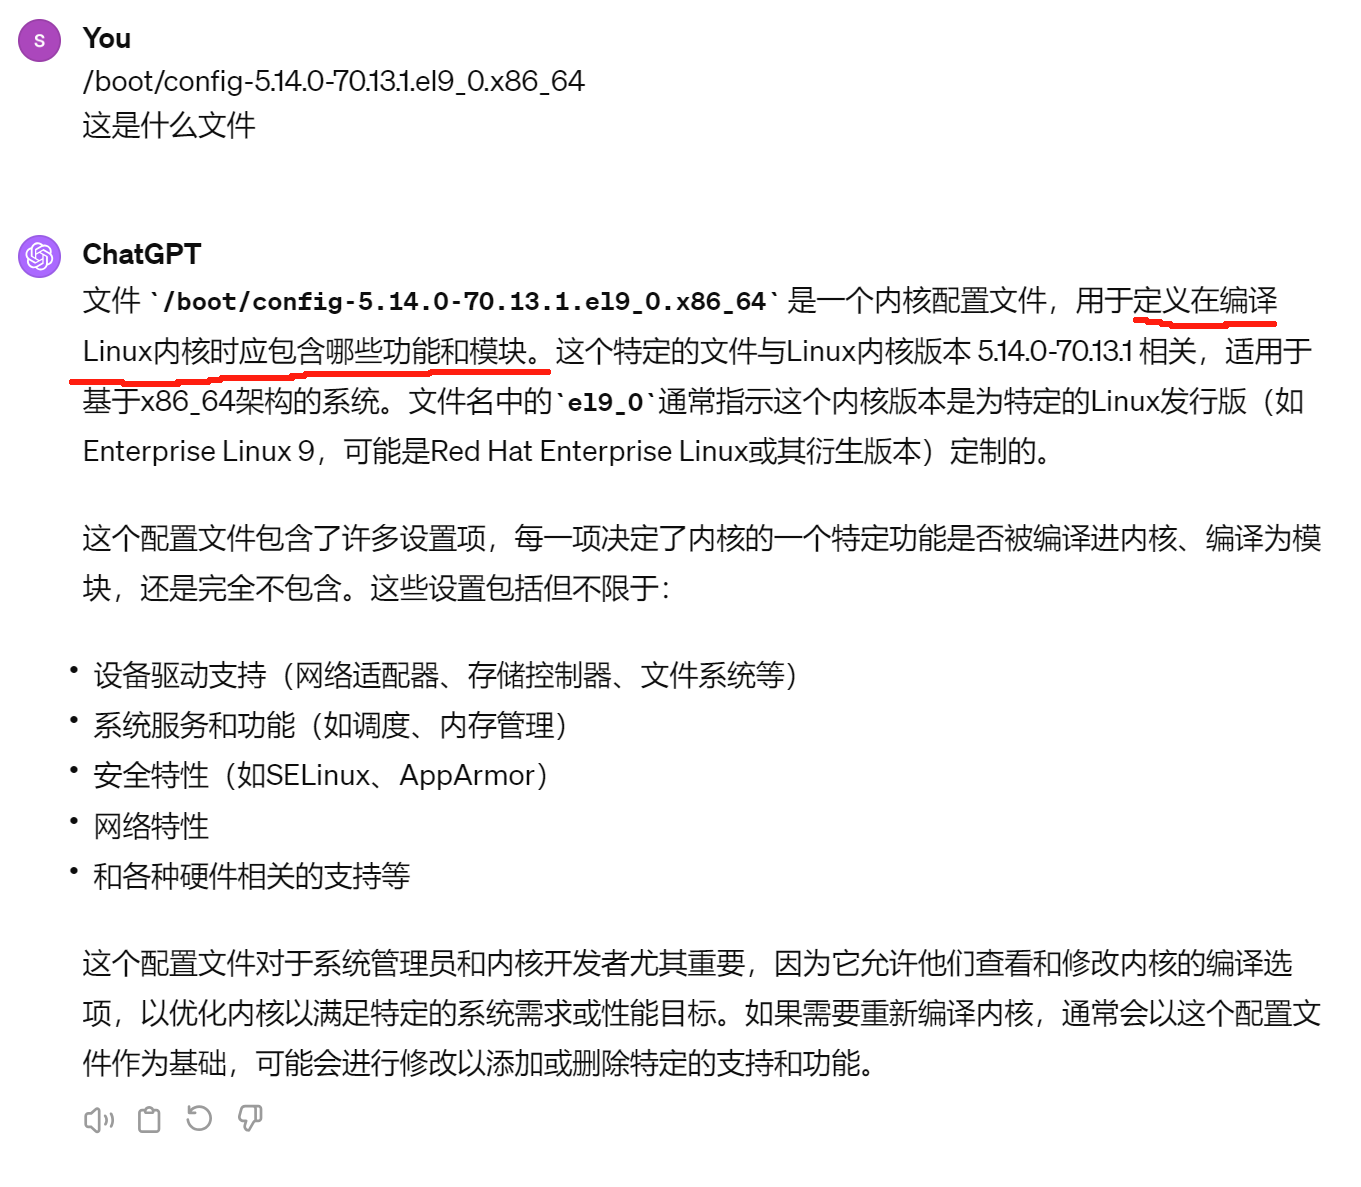 S
You
/boot/config-5.14.0-70.13.1.el9_0.x86_64
这是什么文件
ChatGPT
文件 `/boot/config-5.14.0-70.13.1.el9_0.x86_64` 是一个内核配置文件，用于定义在编译
Linux内核时应包含哪些功能和模块。这个特定的文件与Linux内核版本 5.14.0-70.13.1 相关，适用于
基于x86_64架构的系统。文件名中的`el9_0`通常指示这个内核版本是为特定的Linux发行版（如
Enterprise Linux 9，可能是Red Hat Enterprise Linux或其衍生版本）定制的。
这个配置文件包含了许多设置项，每一项决定了内核的一个特定功能是否被编译进内核、编译为模
块，还是完全不包含。这些设置包括但不限于：
• 设备驱动支持（网络适配器、存储控制器、文件系统等）
• 系统服务和功能（如调度、内存管理）
• 安全特性（如SELinux、AppArmor）
• 网络特性
• 和各种硬件相关的支持等
这个配置文件对于系统管理员和内核开发者尤其重要，因为它允许他们查看和修改内核的编译选
项，以优化内核以满足特定的系统需求或性能目标。如果需要重新编译内核，通常会以这个配置文
件作为基础，可能会进行修改以添加或删除特定的支持和功能。